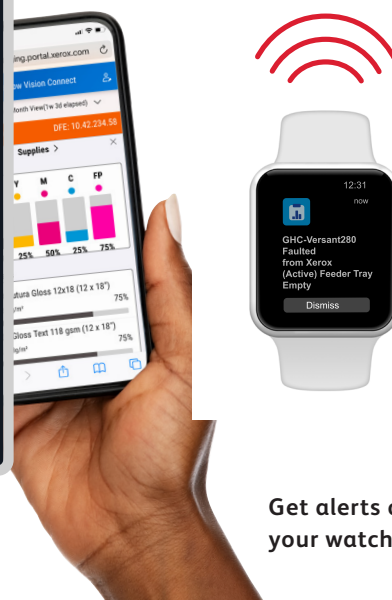 ing.portal.xerox.com
ow Vision Connect
Month View(1w 3d elapsed)
DFE: 10.42.234.58
Supplies >
Y M C FP
25% 50% 25% 75%
utura Gloss 12x18 (12 x 18")
75%
Gloss Text 118 gsm (12 x 18")
75%
12:31
now
GHC-Versant280
Faulted
from Xerox
(Active) Feeder Tray
Empty
Dismiss
Get alerts
your watch